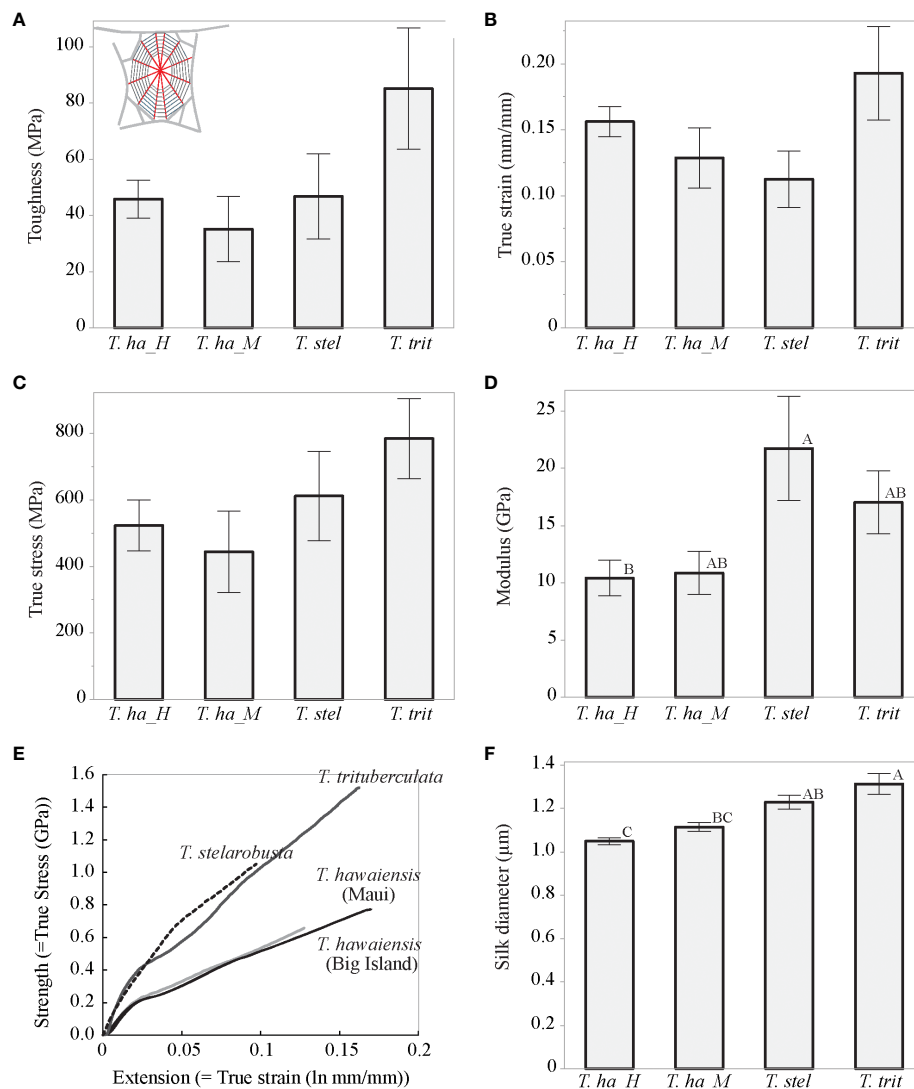 A
100
80
60
40
20
0
Toughness (MPa)
T. ha_H T. ha_M T. stel T. trit
B
0.20
0.15
0.10
0.05
0
True strain (mm/mm)
T. ha_H T. ha_M T. stel T. trit
C
800
600
400
200
0
True stress (MPa)
T. ha_H T. ha_M T. stel T. trit
D
25
20
15
10
5
0
Modulus (GPa)
B AB A AB
T. ha_H T. ha_M T. stel T. trit
E
1.6
1.4
1.2
1.0
0.8
0.6
0.4
0.2
0.0
Strength (=True Stress (GPa))
T. trituberculata
T. stelarobusta
T. hawaiensis
(Maui)
T. hawaiensis
(Big Island)
0 0.05 0.1 0.15 0.2
Extension (= True strain (ln mm/mm))
F
1.4
1.2
1.0
0.8
0.6
0.4
0.2
0
Silk diameter (µm)
C BC AB A
T. ha_H T. ha_M T. stel T. trit